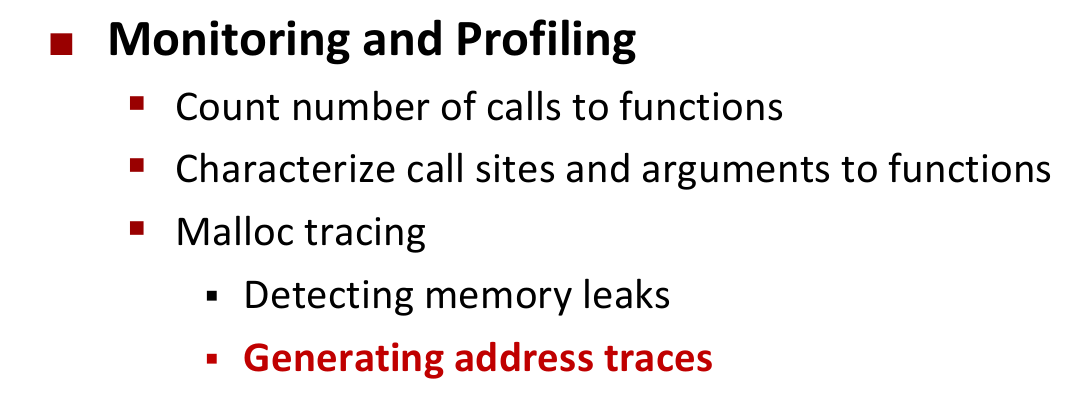 Monitoring and Profiling
Count number of calls to functions
Characterize call sites and arguments to functions
Malloc tracing
Detecting memory leaks
Generating address traces